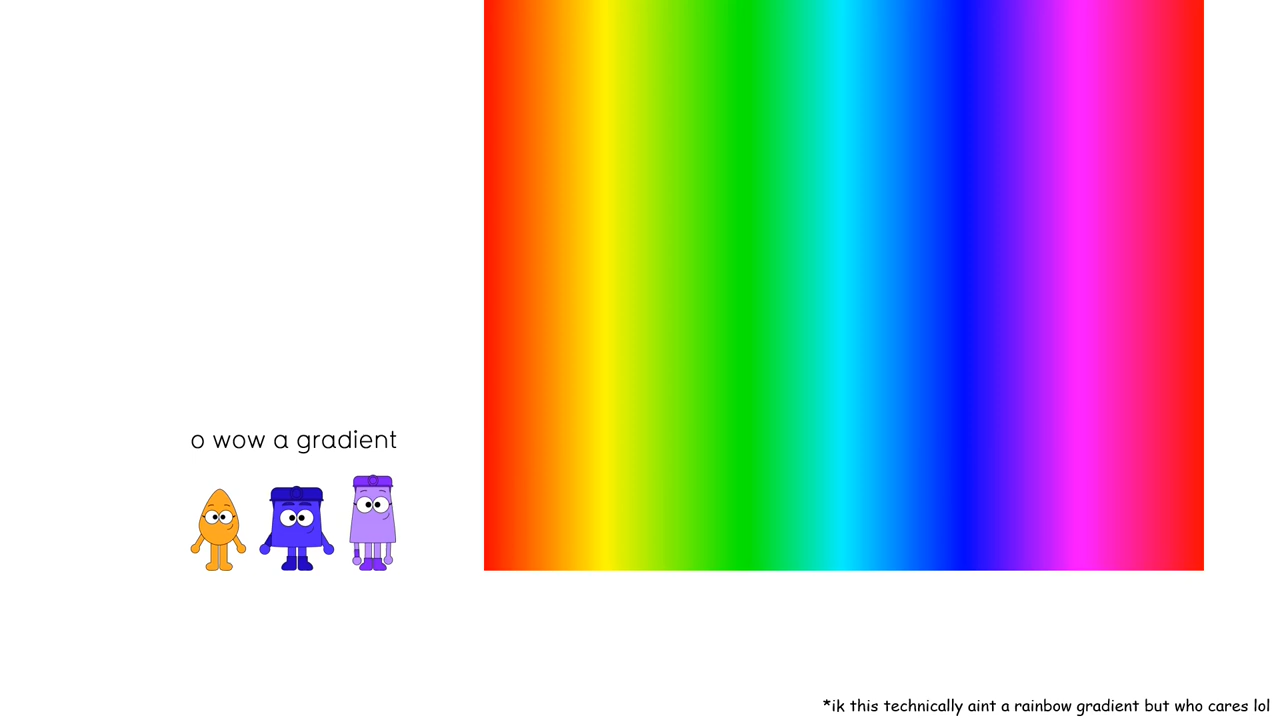 o wow a gradient
*ik this technically aint a rainbow gradient but who cares lol